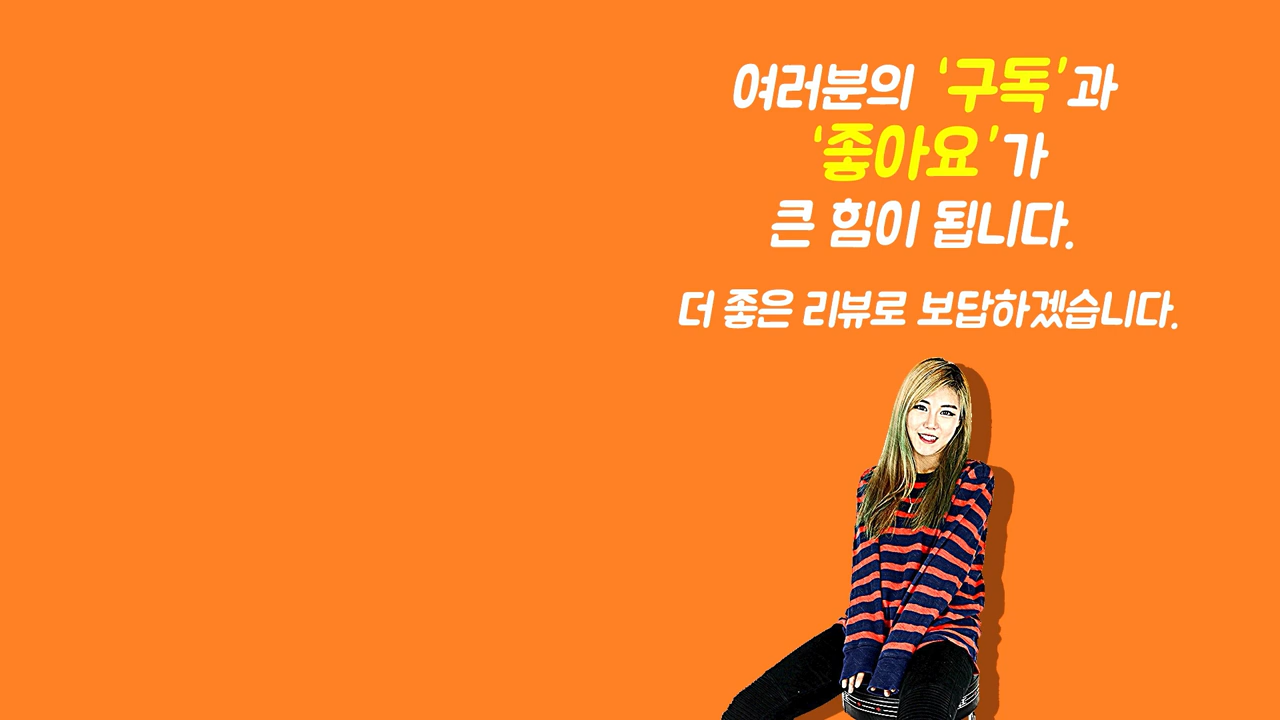 여러분의 '구독'과
'좋아요'가
큰 힘이 됩니다.
더 좋은 리뷰로 보답하겠습니다.